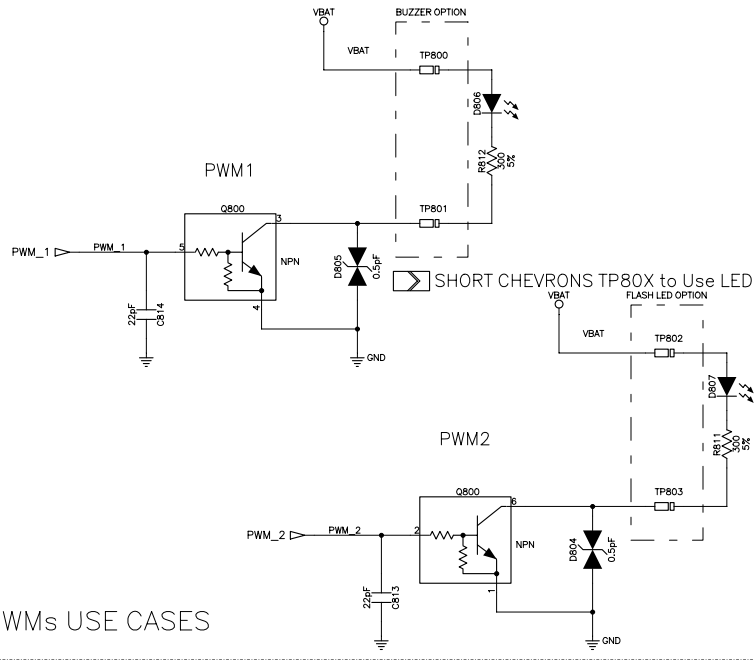 VBAT
BUZZER OPTION
VBAT
TP800
D806
R812
300
5%
PWM1
Q800
TP801
3
PWM_1
PWM_1
5
NPN
D805
0.5pF
4
22pF
C814
GND
SHORT CHEVRONS TP80X to Use LED
VBAT
FLASH LED OPTION
VBAT
TP802
D807
R811
300
5%
PWM2
Q800
TP803
6
PWM_2
PWM_2
2
NPN
D804
0.5pF
1
22pF
C813
GND
WMs USE CASES